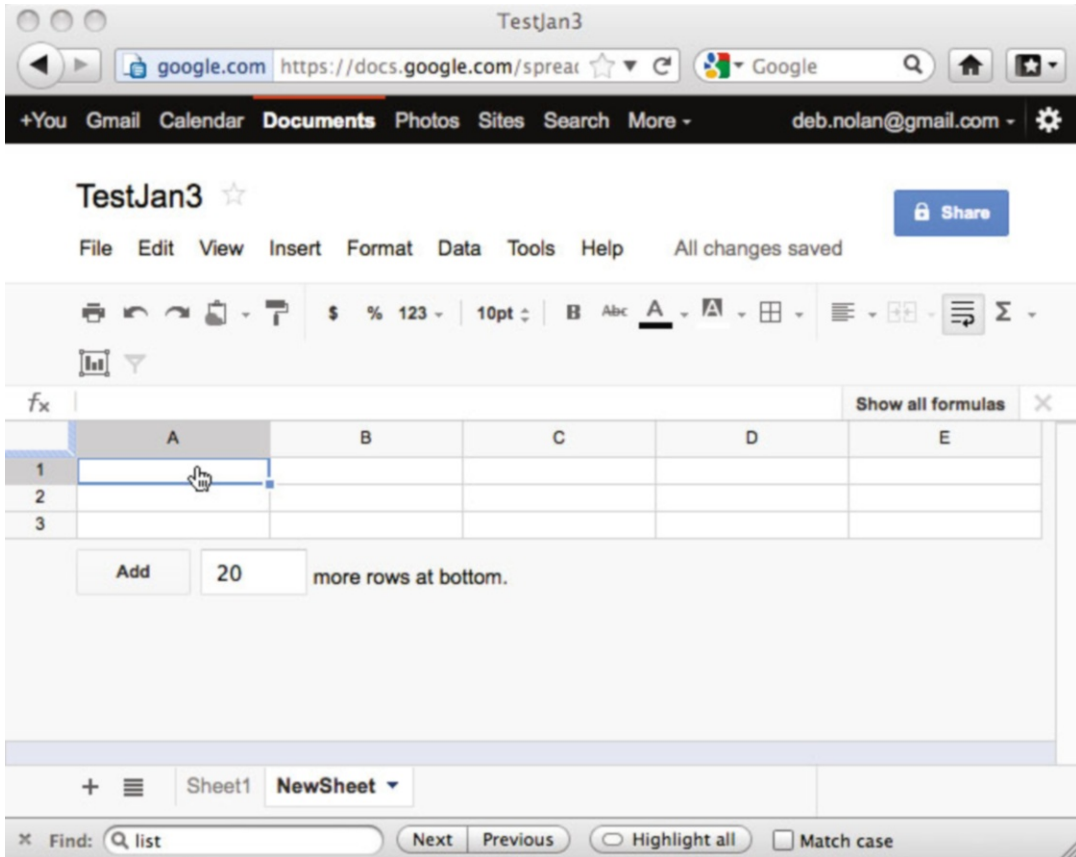 TestJan3
google.com https://docs.google.com/spreac Google
+You Gmail Calendar Documents Photos Sites Search More deb.nolan@gmail.com
TestJan3
Share
File Edit View Insert Format Data Tools Help All changes saved
$ % 123 10pt B Abc A A Σ
fx
Show all formulas
A B C D E
1
2
3
Add 20 more rows at bottom.
+ Sheet1 NewSheet
× Find: list Next Previous Highlight all Match case